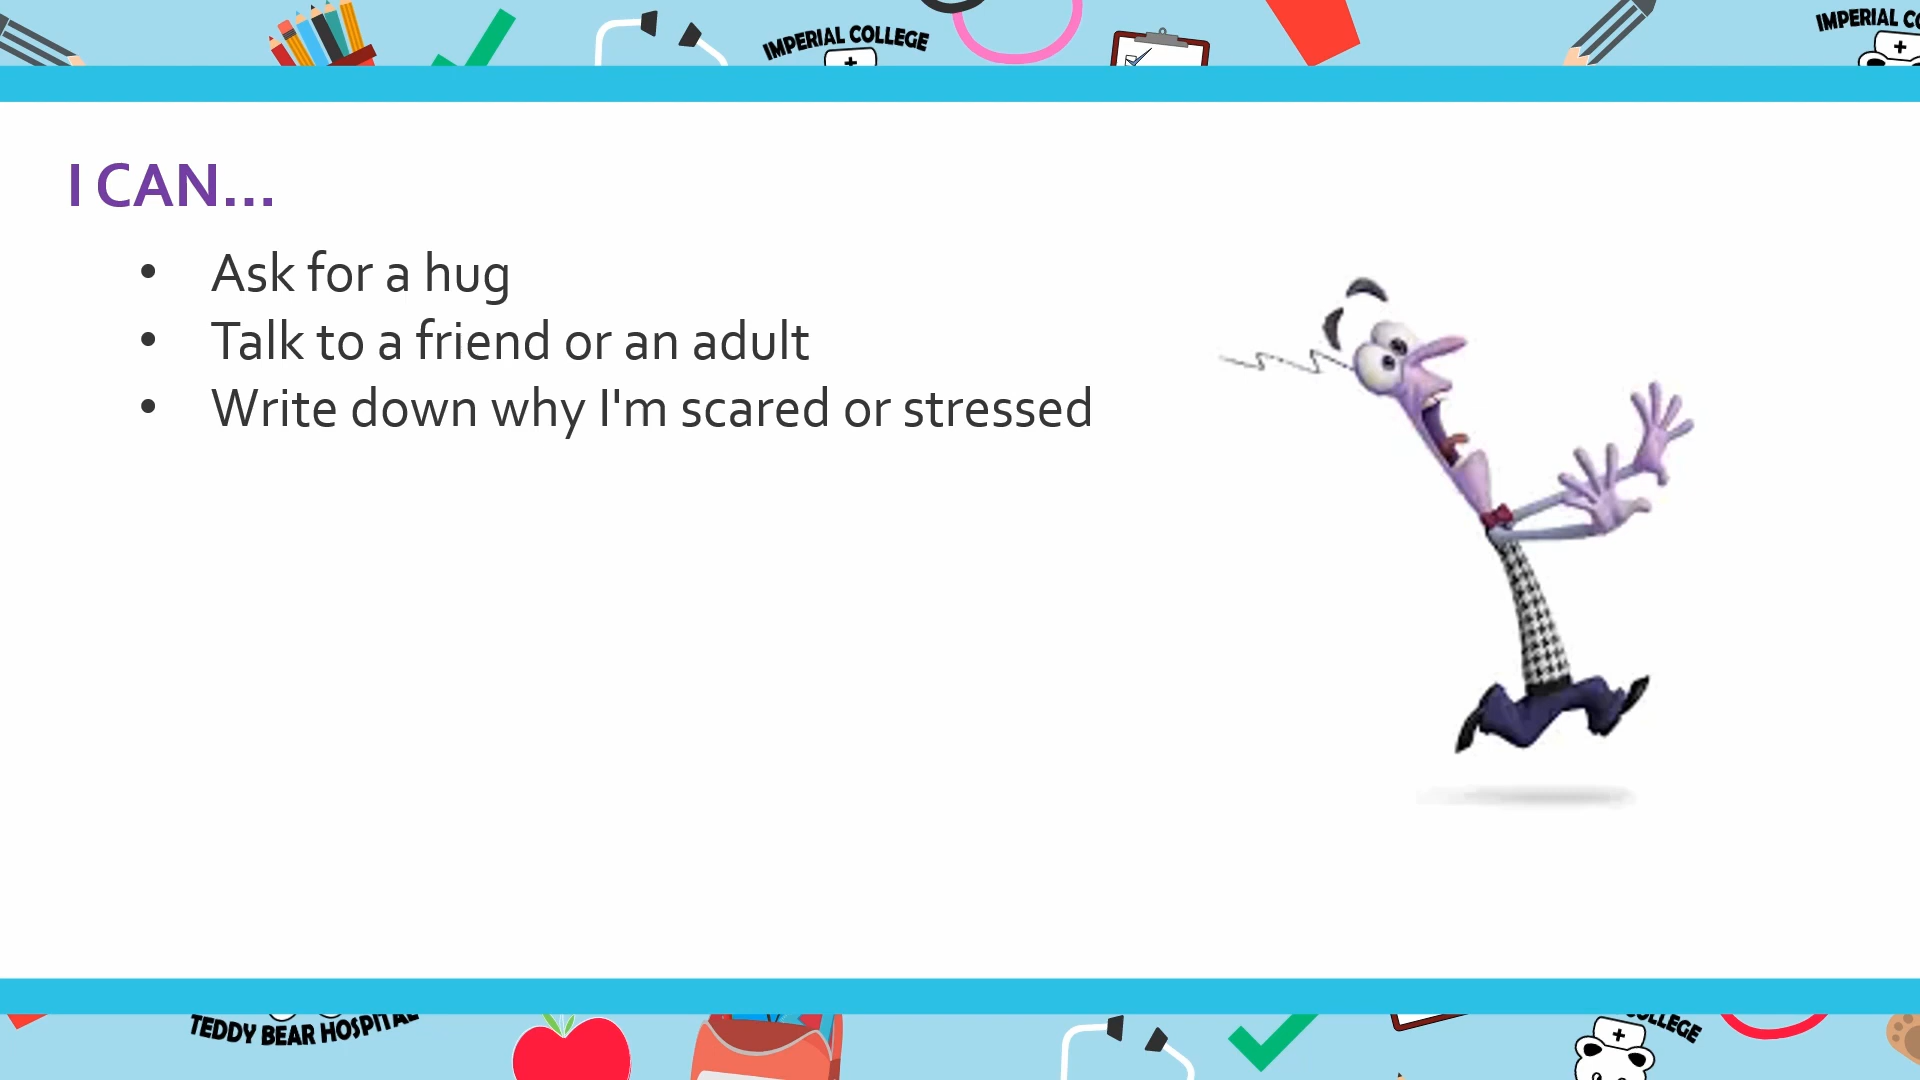 IMPERIAL COLLEGE
IMPERIAL
I CAN...
• Ask for a hug
• Talk to a friend or an adult
• Write down why I'm scared or stressed
TEDDY BEAR HOSPITAL
COLLEGE